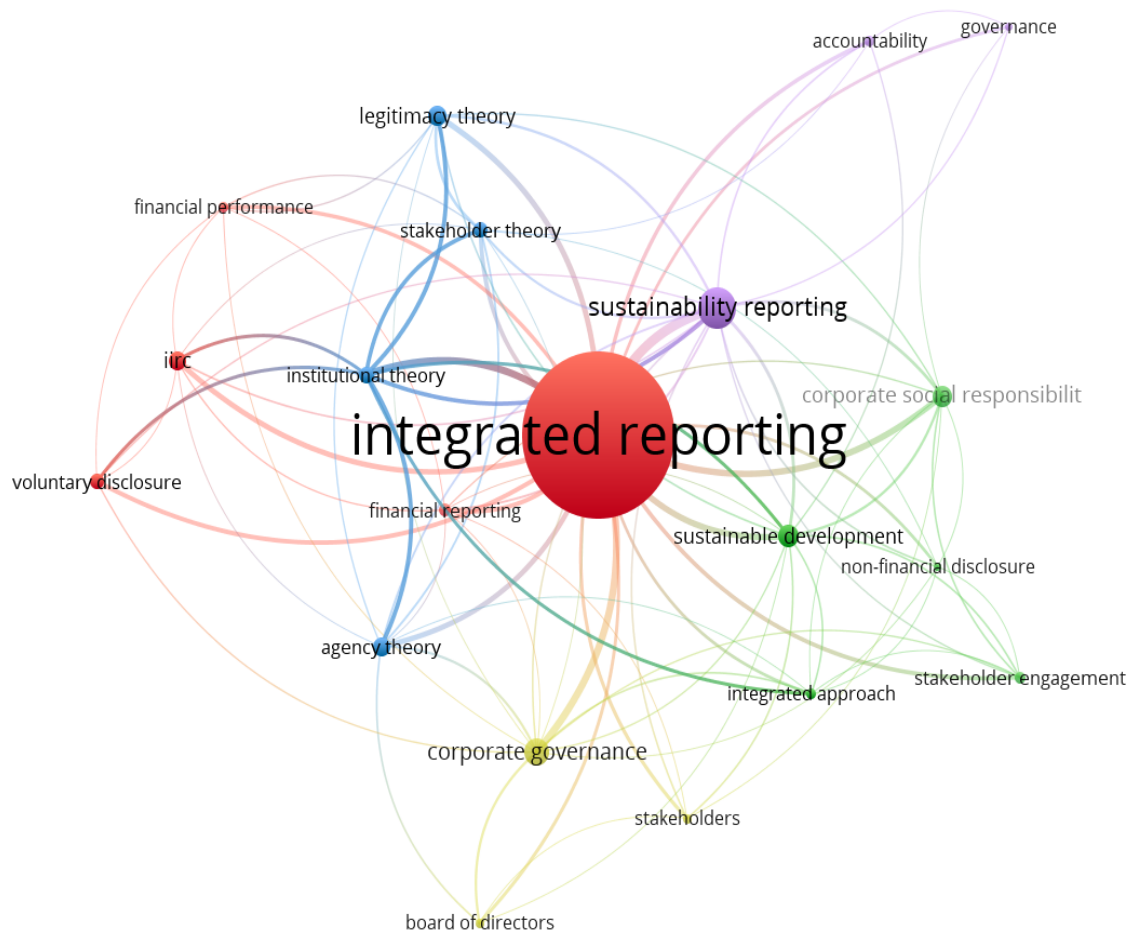 governance
accountability
legitimacy theory
financial performance
stakeholder theory
sustainability reporting
iirc
institutional theory
corporate social responsibilit
integrated reporting
voluntary disclosure
financial reporting
sustainable development
non-financial disclosure
agency theory
stakeholder engagement
integrated approach
corporate governance
stakeholders
board of directors